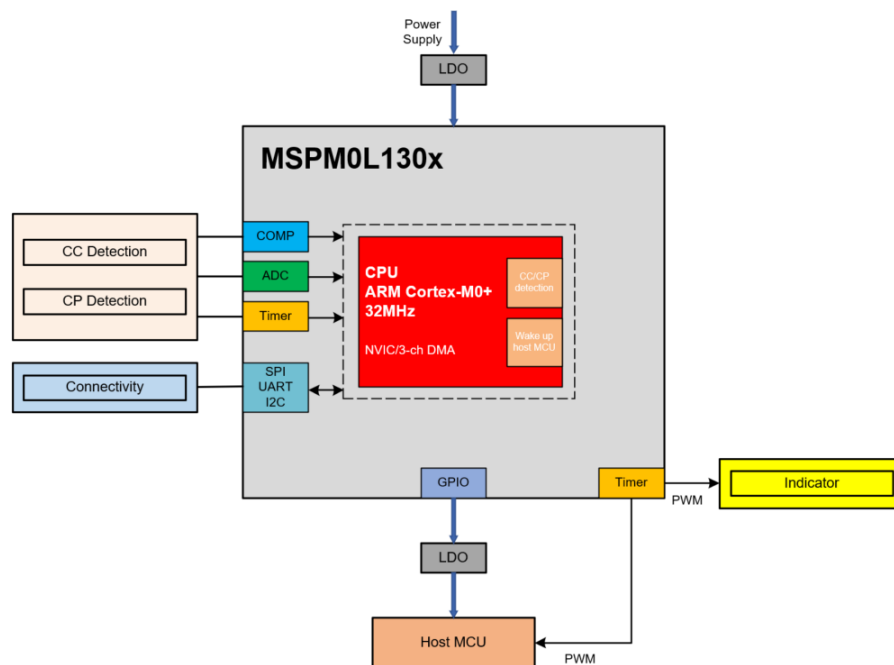 Power
Supply
LDO
MSPM0L130x
CC Detection
CP Detection
Connectivity
COMP
ADC
Timer
SPI
UART
I2C
CPU
ARM Cortex-M0+
32MHz
NVIC/3-ch DMA
CC/CP
detection
Wake up
host MCU
GPIO
Timer
PWM
Indicator
LDO
Host MCU
PWM